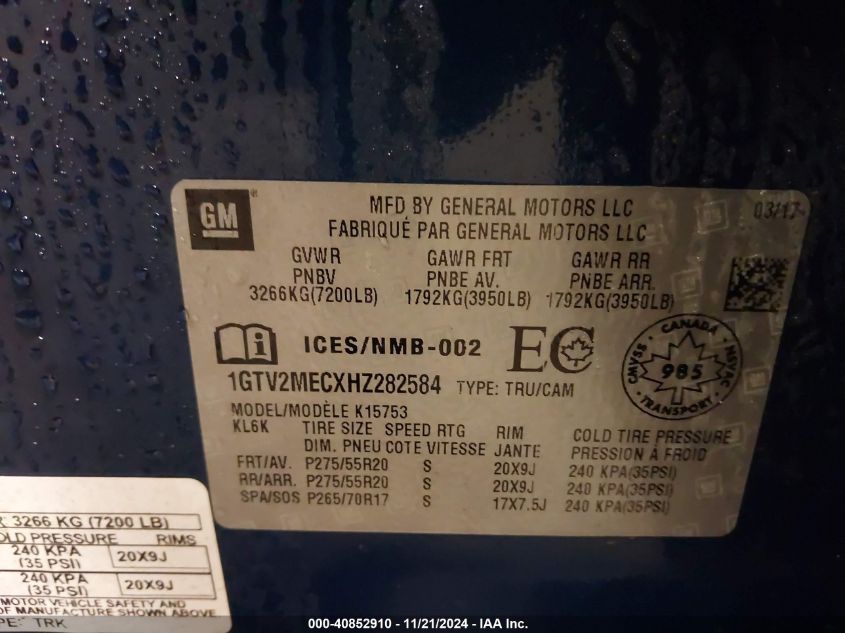 GM®
MFD BY GENERAL MOTORS LLC 03/17
FABRIQUÉ PAR GENERAL MOTORS LLC
GVWR GAWR FRT GAWR RR
PNBV PNBE AV. PNBE ARR.
3266KG(7200LB) 1792KG(3950LB) 1792KG(3950LB)
ICES/NMB-002 EC
CANADA
CMVSS 985 NSVAC
TRANSPORT
1GTV2MECXHZ282584 TYPE: TRU/CAM
MODEL/MODÈLE K15753
KL6K TIRE SIZE SPEED RTG RIM COLD TIRE PRESSURE
DIM. PNEU COTE VITESSE JANTE PRESSION À FROID
FRT/AV. P275/55R20 S 20X9J 240 KPA(35PSI)
RR/ARR. P275/55R20 S 20X9J 240 KPA(35PSI)
SPA/SOS P265/70R17 S 17X7.5J 240 KPA(35PSI)
3266 KG (7200 LB)
PRESSURE RIMS
240 KPA 20X9J
(35 PSI)
240 KPA 20X9J
(35 PSI)
MOTOR VEHICLE SAFETY AND
OF MANUFACTURE SHOWN ABOVE
TRK
000-40852910 - 11/21/2024 - IAA Inc.